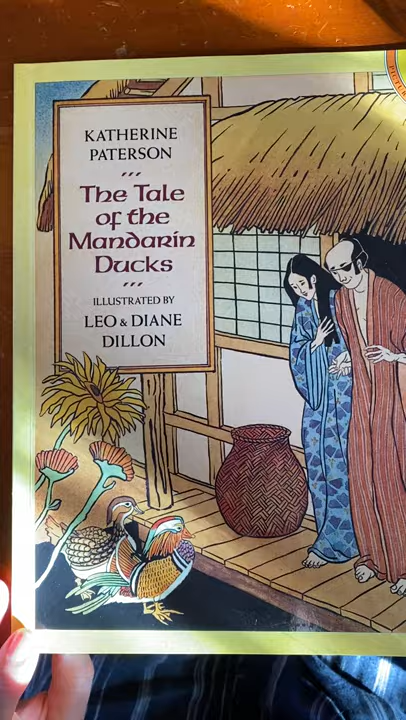 KATHERINE
PATERSON
The Tale
of the
Mandarin
Ducks
ILLUSTRATED BY
LEO & DIANE
DILLON